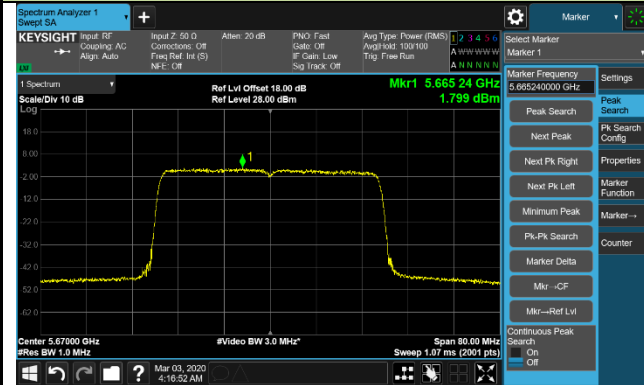 Spectrum Analyzer 1
Swept SA
Marker
KEYSIGHT
Input: RF
Coupling: AC
Align: Auto
Input Z: 50 Ω
Corrections: Off
Freq Ref: Int (S)
NFE: Off
Atten: 20 dB
PNO: Fast
Gate: Off
IF Gain: Low
Sig Track: Off
Avg Type: Power (RMS)
Avg|Hold: 100/100
Trig: Free Run
1 2 3 4 5 6
A W W W W W
A N N N N N
Select Marker
Marker 1
1 Spectrum
Scale/Div 10 dB
Log
Ref Lvl Offset 18.00 dB
Ref Level 28.00 dBm
Mkr1 5.665 24 GHz
1.799 dBm
18.0
8.00
-2.00
-12.0
-22.0
-32.0
-42.0
-52.0
-62.0
1
Center 5.67000 GHz
#Res BW 1.0 MHz
#Video BW 3.0 MHz*
Span 80.00 MHz
Sweep 1.07 ms (2001 pts)
Marker Frequency
5.665240000 GHz
Peak Search
Next Peak
Next Pk Right
Next Pk Left
Minimum Peak
Pk-Pk Search
Marker Delta
Mkr→CF
Mkr→Ref Lvl
Continuous Peak
Search
On
Off
Settings
Peak
Search
Pk Search
Config
Properties
Marker
Function
Marker→
Counter
Mar 03, 2020
4:16:52 AM